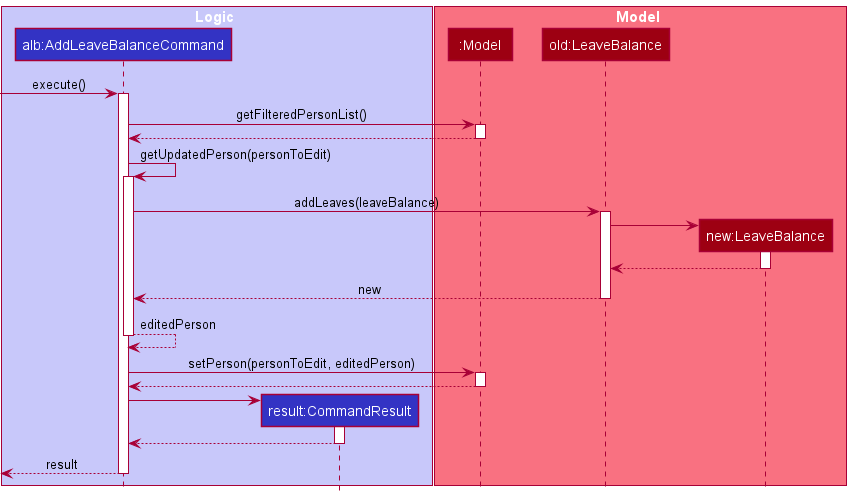 Logic
Model
alb:AddLeaveBalanceCommand
:Model
old:LeaveBalance
execute()
getFilteredPersonList()
getUpdatedPerson(personToEdit)
addLeaves(leaveBalance)
new:LeaveBalance
new
editedPerson
setPerson(personToEdit, editedPerson)
result:CommandResult
result